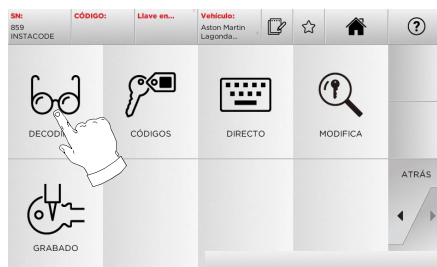 SN:
859
INSTACODE
CÓDIGO:
Llave en...
Vehículo:
Aston Martin
Lagonda...
?
CÓDIGOS
DIRECTO
MODIFICA
ATRÁS
GRABADO